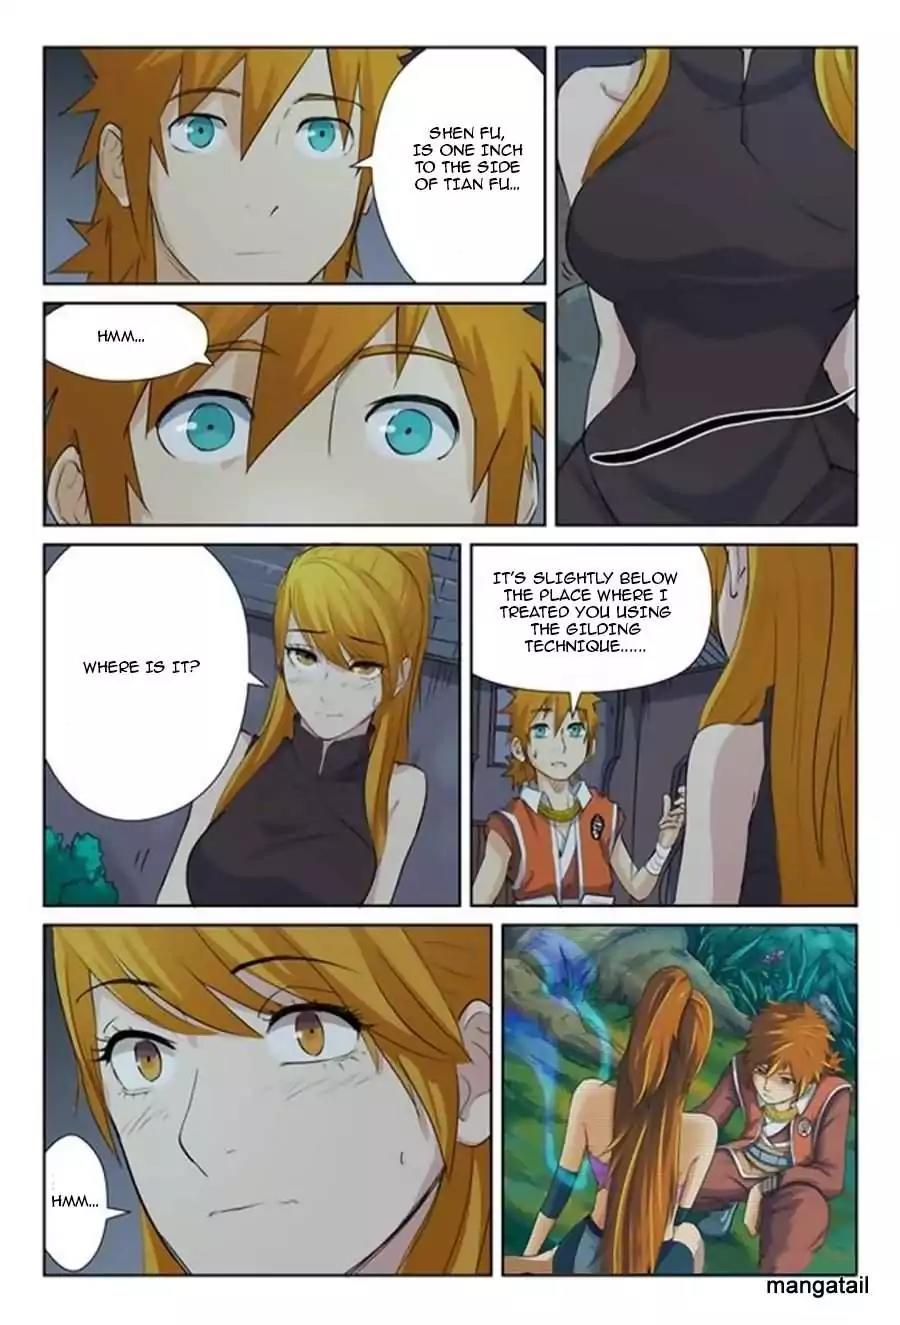 SHEN FU,
IS ONE INCH
TO THE SIDE
OF TIAN FU...
HMM...
WHERE IS IT?
IT'S SLIGHTLY BELOW
THE PLACE WHERE I
TREATED YOU USING
THE GILDING
TECHNIQUE......
HMM...
mangatail